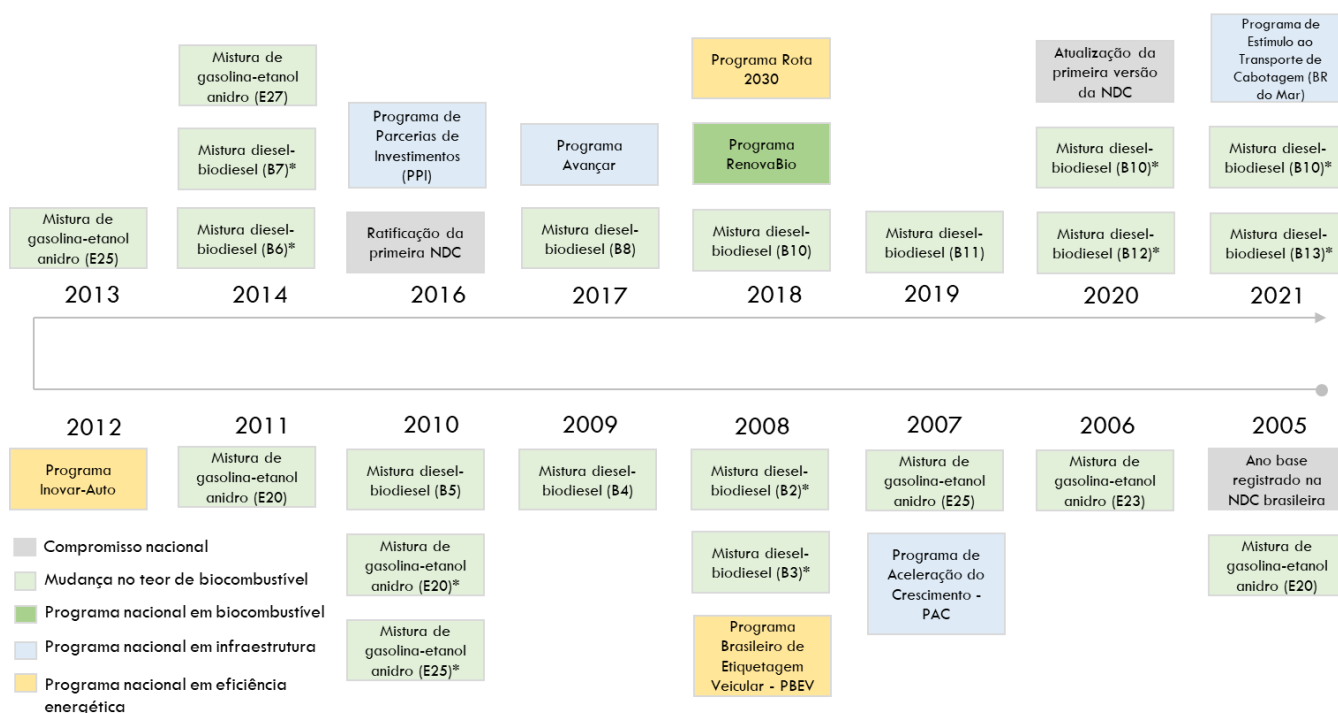 Mistura de
gasolina-etanol
anidro (E27)
Programa Rota
2030
Atualização da
primeira versão
da NDC
Programa de
Estímulo ao
Transporte de
Cabotagem (BR
do Mar)
Mistura diesel-
biodiesel (B7)*
Programa de
Parcerias de
Investimentos
(PPI)
Programa
Avançar
Programa
RenovaBio
Mistura diesel-
biodiesel (B10)*
Mistura diesel-
biodiesel (B10)*
Mistura de
gasolina-etanol
anidro (E25)
Mistura diesel-
biodiesel (B6)*
Ratificação da
primeira NDC
Mistura diesel-
biodiesel (B8)
Mistura diesel-
biodiesel (B10)
Mistura diesel-
biodiesel (B11)
Mistura diesel-
biodiesel (B12)*
Mistura diesel-
biodiesel (B13)*
2013
2014
2016
2017
2018
2019
2020
2021
2012
2011
2010
2009
2008
2007
2006
2005
Programa
Inovar-Auto
Mistura de
gasolina-etanol
anidro (E20)
Mistura diesel-
biodiesel (B5)
Mistura diesel-
biodiesel (B4)
Mistura diesel-
biodiesel (B2)*
Mistura de
gasolina-etanol
anidro (E25)
Mistura de
gasolina-etanol
anidro (E23)
Ano base
registrado na
NDC brasileira
Mistura de
gasolina-etanol
anidro (E20)*
Mistura diesel-
biodiesel (B3)*
Programa de
Aceleração do
Crescimento -
PAC
Mistura de
gasolina-etanol
anidro (E20)
Mistura de
gasolina-etanol
anidro (E25)*
Programa
Brasileiro de
Etiquetagem
Veicular - PBEV
Compromisso nacional
Mudança no teor de biocombustível
Programa nacional em biocombustível
Programa nacional em infraestrutura
Programa nacional em eficiência
energética